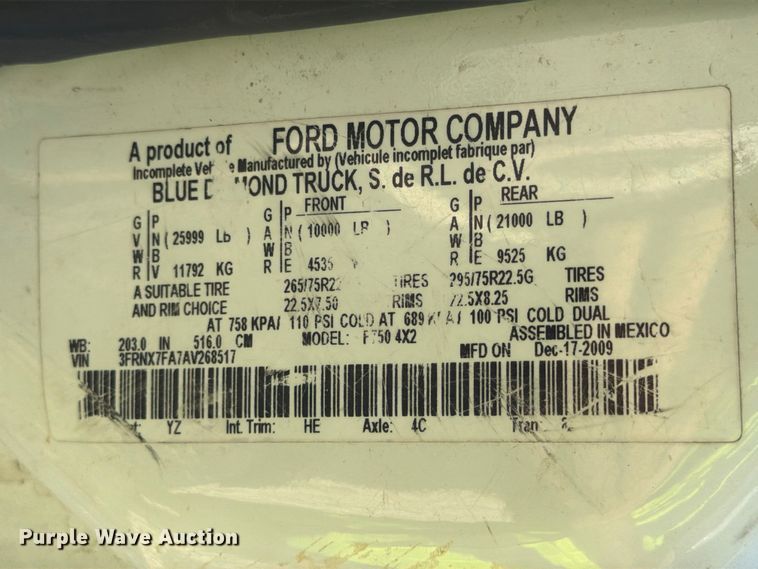 A product of FORD MOTOR COMPANY
Incomplete Manufactured by (Vehicule incomplet fabrique par)
BLUE TRUCK, S. de R.L. de C.V.
FRONT REAR
G P G P G P
V N ( 25999 Lb ) A N ( 10000 LB ) A N ( 21000 LB )
W B W B W B
R V 11792 KG R E 4535 R E 9525 KG
A SUITABLE TIRE TIRES 295/75R22.5G TIRES
AND RIM CHOICE 22.5X7.50 RIMS 22.5X8.25 RIMS
AT 758 KPA/ 110 PSI COLD AT 689 KPA/ 100 PSI COLD DUAL
WB: 203.0 IN 516.0 CM MODEL: F750 4X2 ASSEMBLED IN MEXICO
VIN 3FRNX7FA7AV268517 MFD ON Dec-17-2009
YZ Int. Trim: HE Axle: 4C Tran
Purple Wave Auction